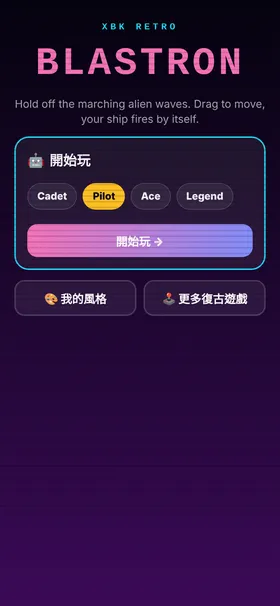 XBK RETRO
BLASTRON
Hold off the marching alien waves. Drag to move,
your ship fires by itself.
🤖 開始玩
Cadet Pilot Ace Legend
開始玩 →
🎨 我的風格 🕹️ 更多復古遊戲